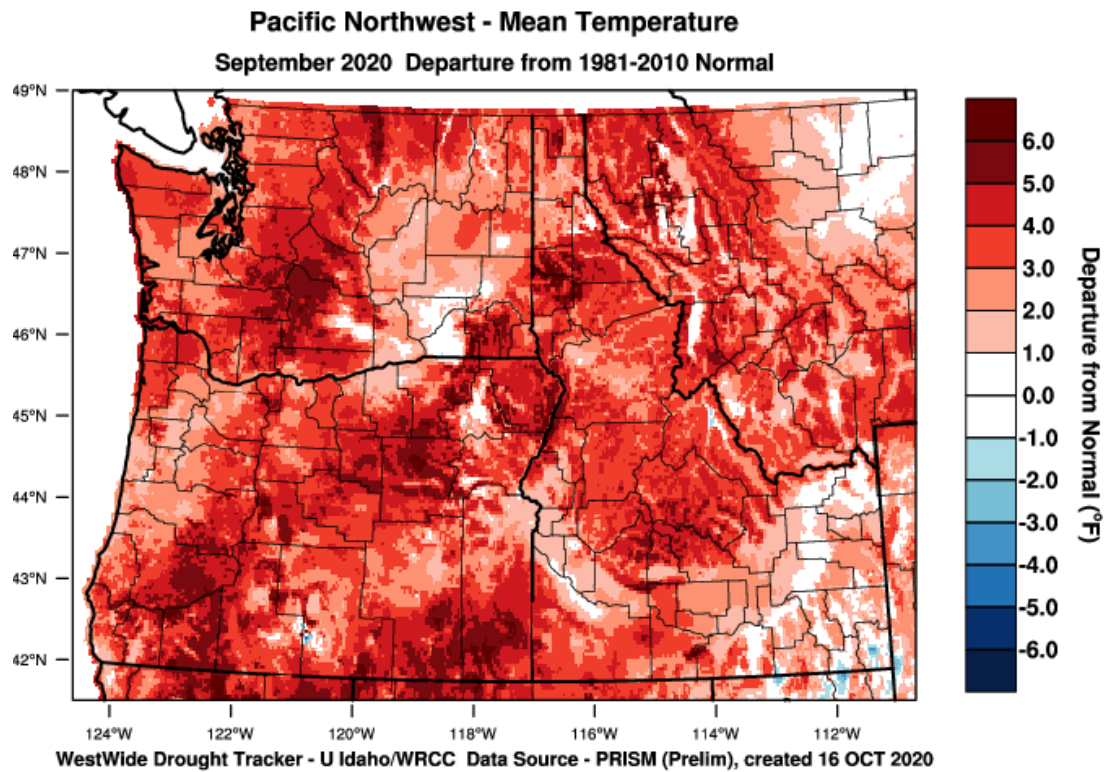 Pacific Northwest - Mean Temperature
September 2020 Departure from 1981-2010 Normal
49°N
48°N
47°N
46°N
45°N
44°N
43°N
42°N
124°W 122°W 120°W 118°W 116°W 114°W 112°W
6.0
5.0
4.0
3.0
2.0
1.0
0.0
-1.0
-2.0
-3.0
-4.0
-5.0
-6.0
Departure from Normal (°F)
WestWide Drought Tracker - U Idaho/WRCC Data Source - PRISM (Prelim), created 16 OCT 2020